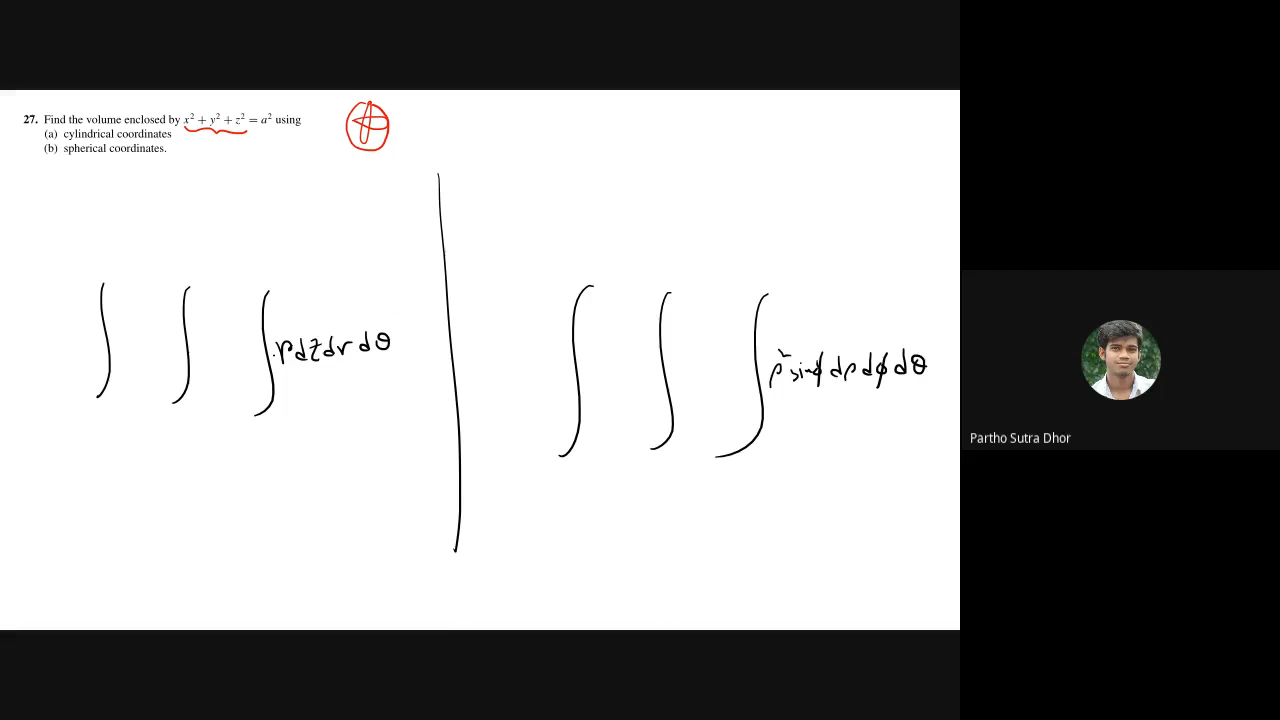 27. Find the volume enclosed by x² + y² + z² = a² using
(a) cylindrical coordinates
(b) spherical coordinates.
∫ ∫ ∫ r dz dr dθ
∫ ∫ ∫ ρ² sinϕ dρ dϕ dθ
Partho Sutra Dhor